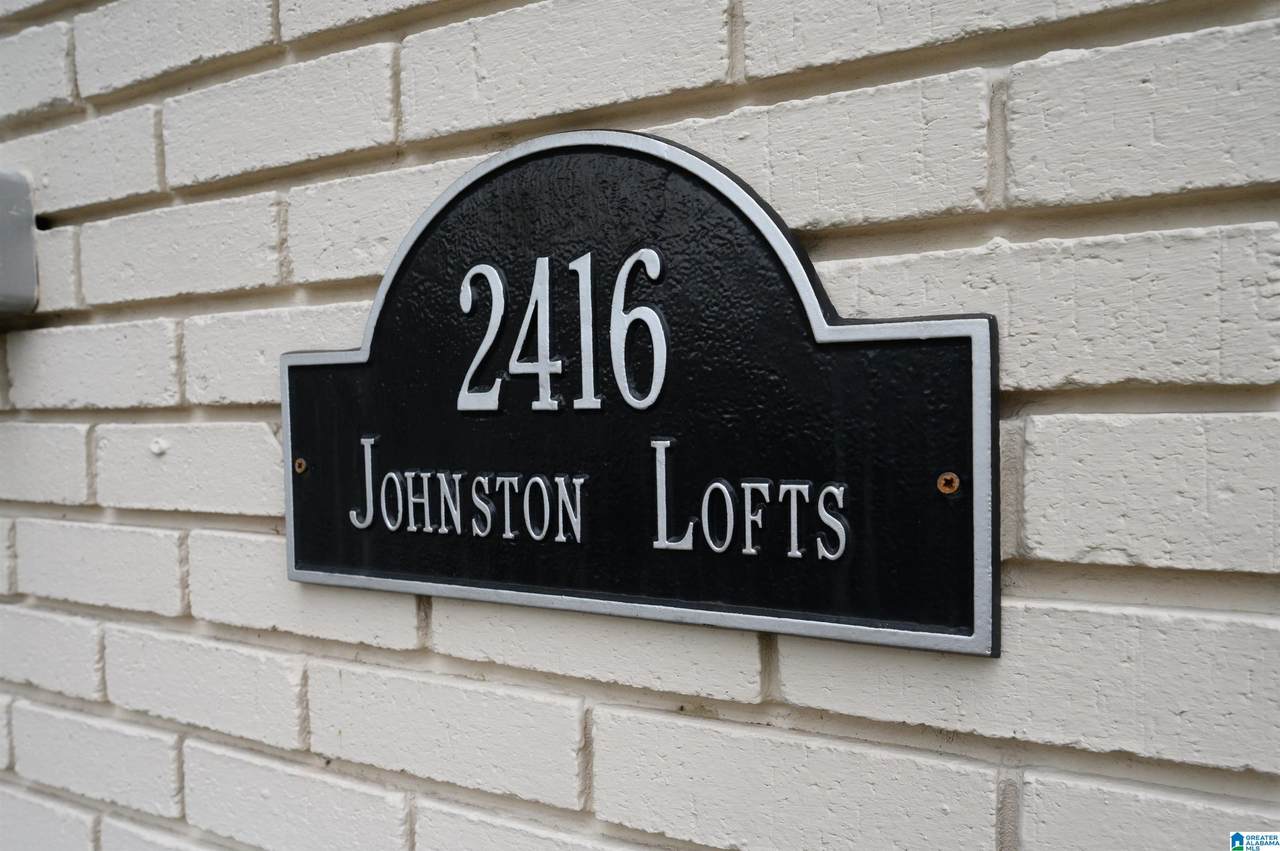 2416
JOHNSTON LOFTS
GREATER
ALABAMA
MLS